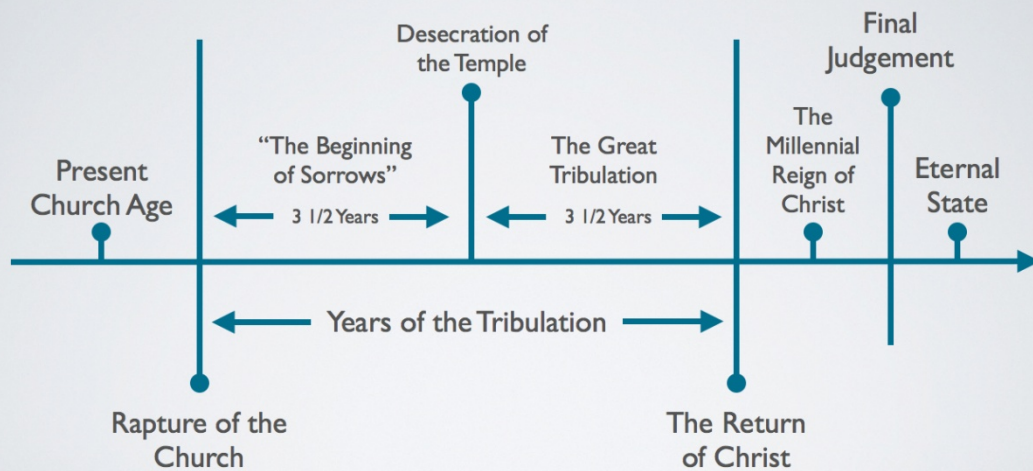 Present
Church Age
Rapture of the
Church
“The Beginning
of Sorrows”
3 1/2 Years
Desecration of
the Temple
The Great
Tribulation
3 1/2 Years
Years of the Tribulation
The Return
of Christ
The
Millennial
Reign of
Christ
Final
Judgement
Eternal
State